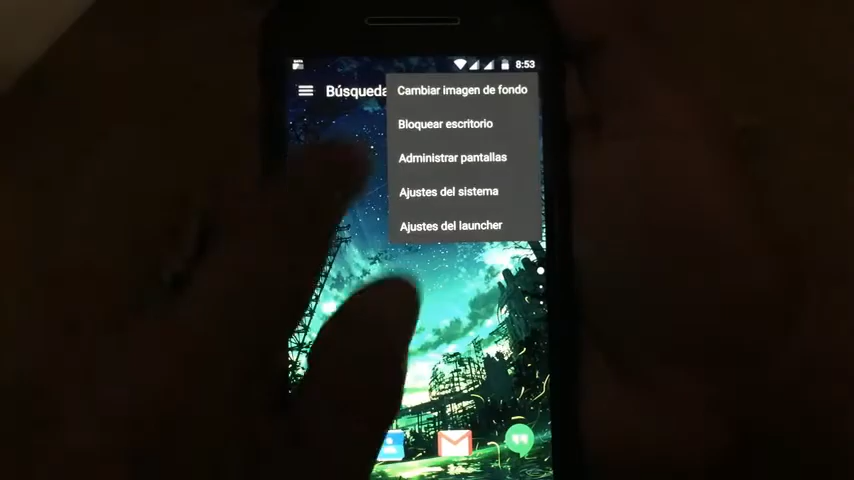 8:53
Búsqueda
Cambiar imagen de fondo
Bloquear escritorio
Administrar pantallas
Ajustes del sistema
Ajustes del launcher